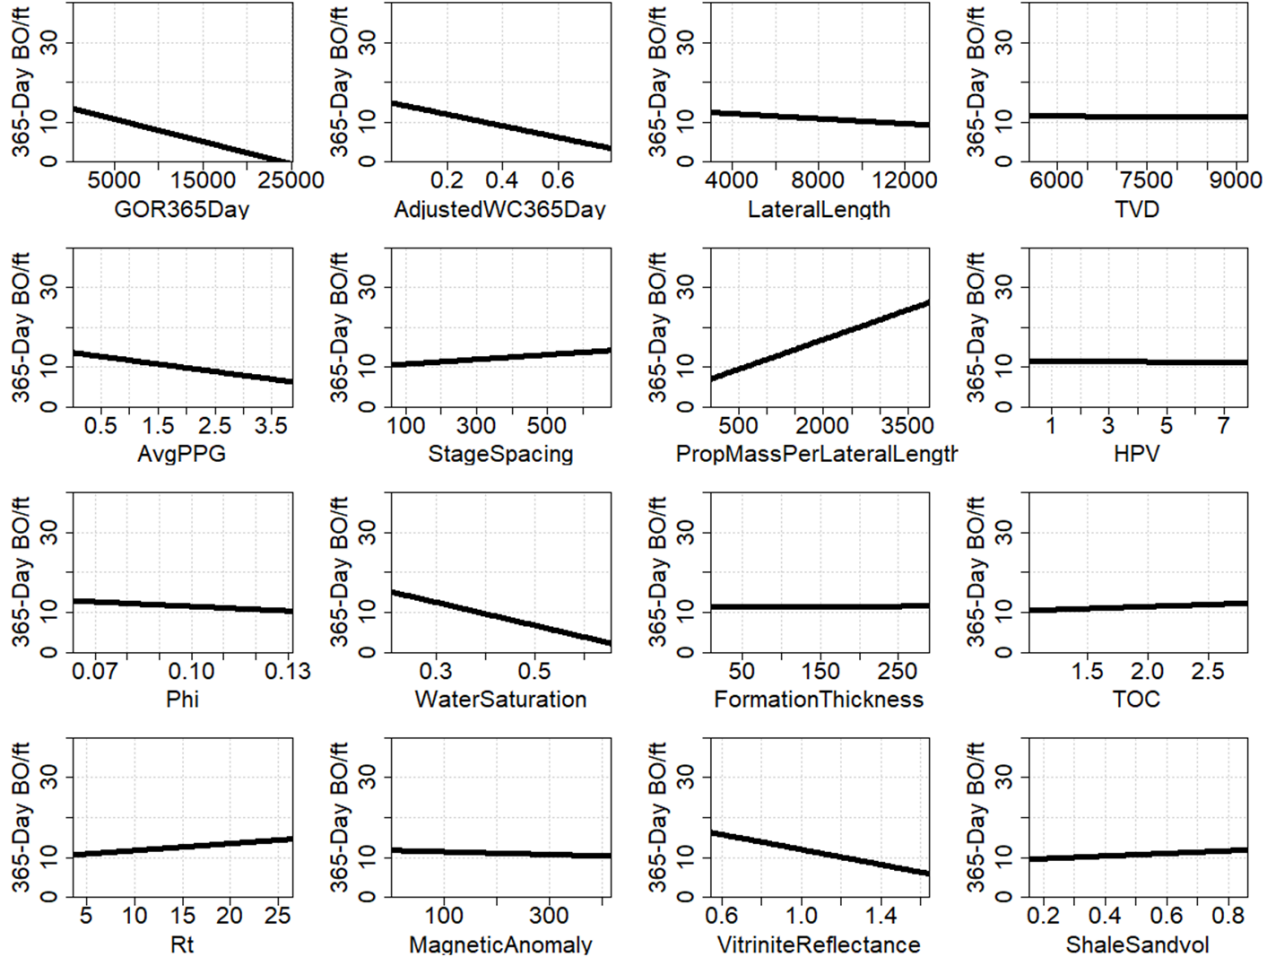 365-Day BO/ft
0 10 30
5000 15000 25000
GOR365Day
365-Day BO/ft
0 10 30
0.2 0.4 0.6
AdjustedWC365Day
365-Day BO/ft
0 10 30
4000 8000 12000
LateralLength
365-Day BO/ft
0 10 30
6000 7500 9000
TVD
365-Day BO/ft
0 10 30
0.5 1.5 2.5 3.5
AvgPPG
365-Day BO/ft
0 10 30
100 300 500
StageSpacing
365-Day BO/ft
0 10 30
500 2000 3500
PropMassPerLateralLength
365-Day BO/ft
0 10 30
1 3 5 7
HPV
365-Day BO/ft
0 10 30
0.07 0.10 0.13
Phi
365-Day BO/ft
0 10 30
0.3 0.5
WaterSaturation
365-Day BO/ft
0 10 30
50 150 250
FormationThickness
365-Day BO/ft
0 10 30
1.5 2.0 2.5
TOC
365-Day BO/ft
0 10 30
5 10 15 20 25
Rt
365-Day BO/ft
0 10 30
100 300
MagneticAnomaly
365-Day BO/ft
0 10 30
0.6 1.0 1.4
VitriniteReflectance
365-Day BO/ft
0 10 30
0.2 0.4 0.6 0.8
ShaleSandvol